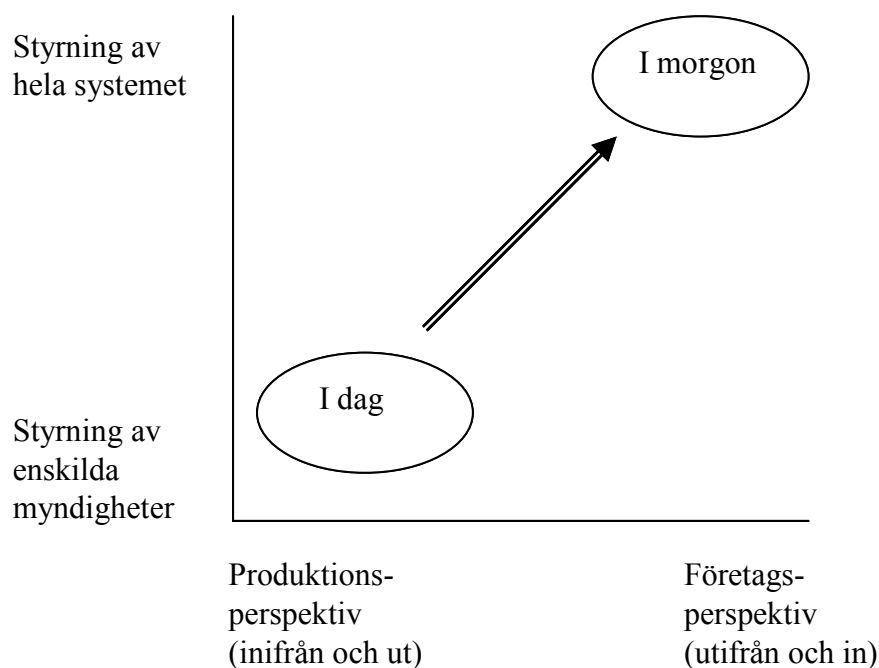 Styrning av
hela systemet
I morgon
I dag
Styrning av
enskilda
myndigheter
Produktions-
perspektiv
(inifrån och ut)
Företags-
perspektiv
(utifrån och in)